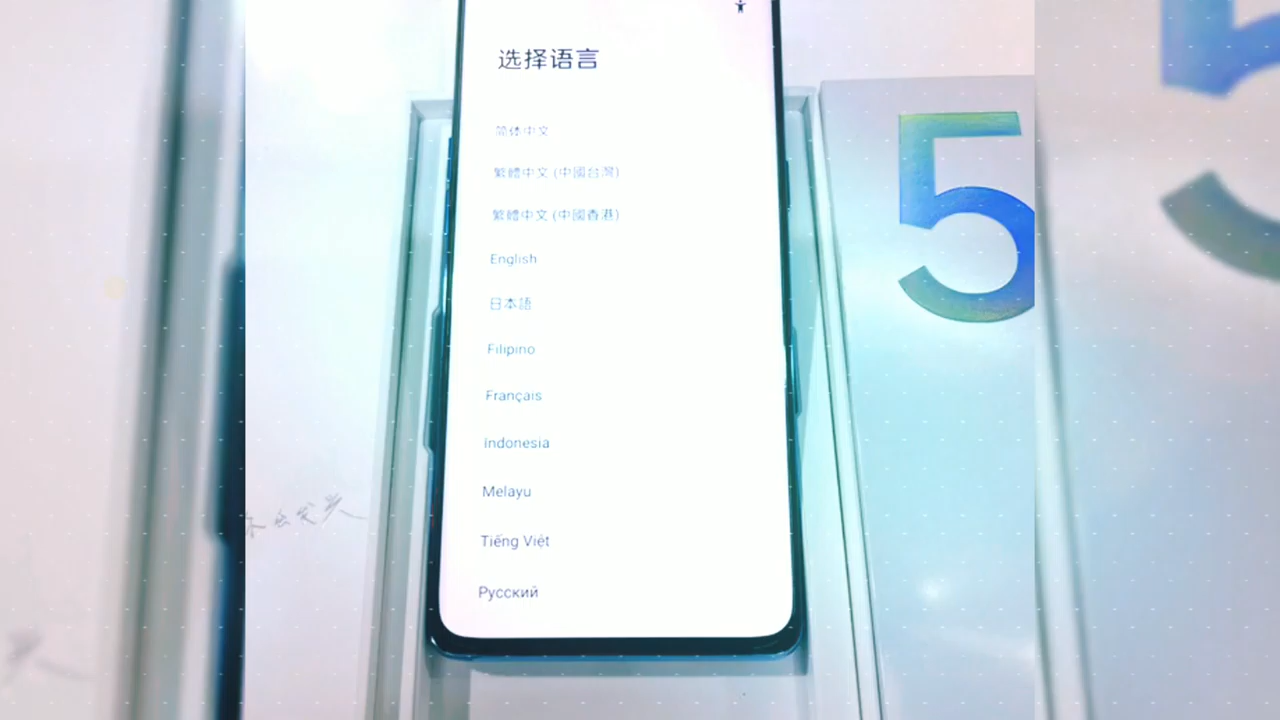 选择语言
简体中文
繁體中文 (中國台灣)
繁體中文 (中國香港)
English
日本語
Filipino
Français
Indonesia
Melayu
Tiếng Việt
Русский
5